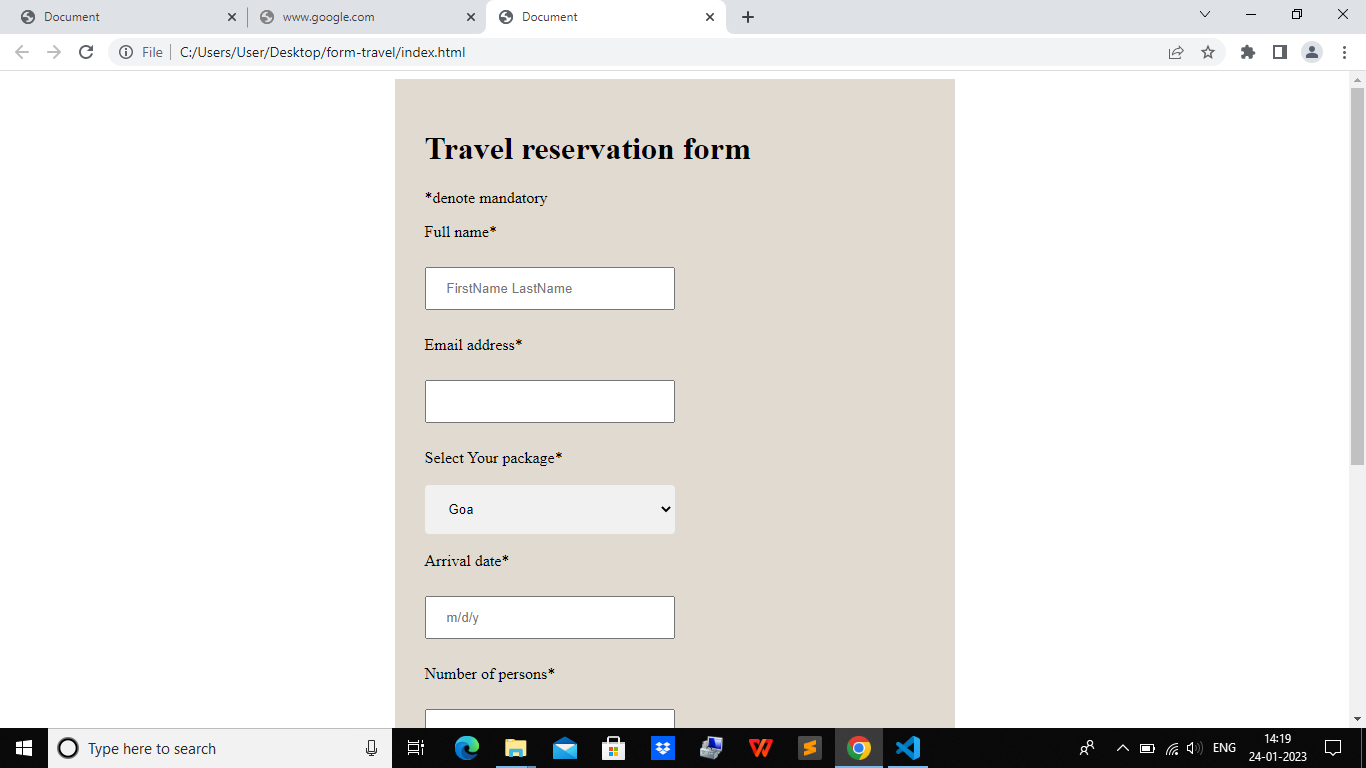 Document
www.google.com
Document
File
C:/Users/User/Desktop/form-travel/index.html
Travel reservation form
*denote mandatory
Full name*
FirstName LastName
Email address*
Select Your package*
Goa
Arrival date*
m/d/y
Number of persons*
Type here to search
ENG
14:19
24-01-2023